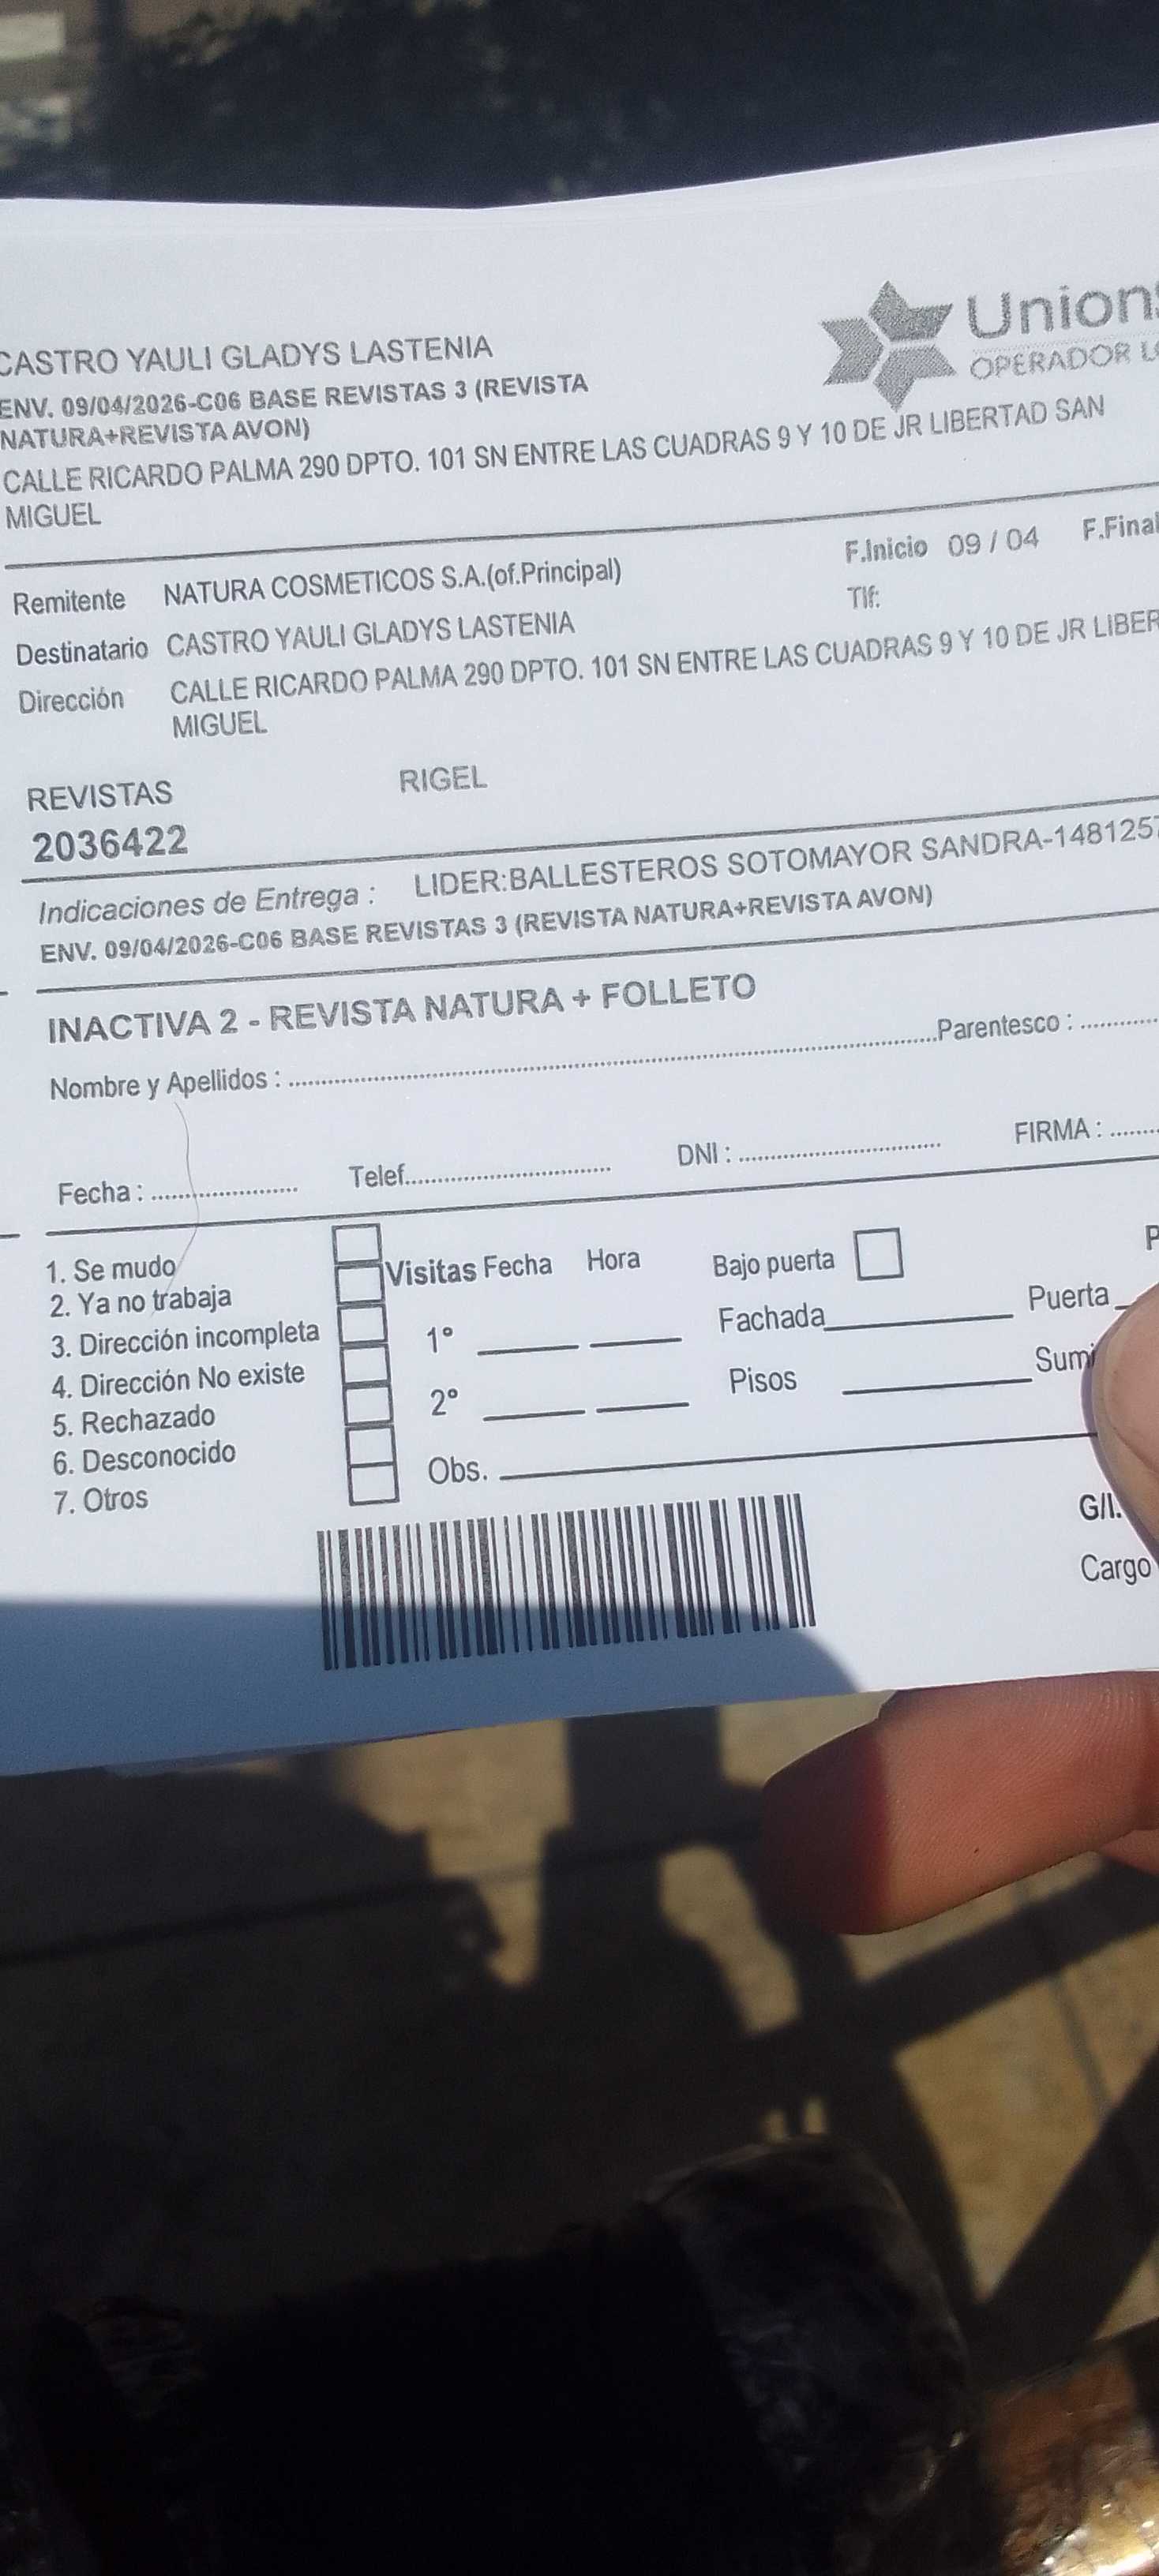 CASTRO YAULI GLADYS LASTENIA
ENV. 09/04/2026-C06 BASE REVISTAS 3 (REVISTA
NATURA+REVISTA AVON)
CALLE RICARDO PALMA 290 DPTO. 101 SN ENTRE LAS CUADRAS 9 Y 10 DE JR LIBERTAD SAN
MIGUEL
Union
OPERADOR
Remitente NATURA COSMETICOS S.A.(of.Principal)
F.Inicio 09 / 04 F.Final
Tlf:
Destinatario CASTRO YAULI GLADYS LASTENIA
Dirección CALLE RICARDO PALMA 290 DPTO. 101 SN ENTRE LAS CUADRAS 9 Y 10 DE JR LIBER
MIGUEL
REVISTAS RIGEL
2036422
Indicaciones de Entrega : LIDER:BALLESTEROS SOTOMAYOR SANDRA-1481257
ENV. 09/04/2026-C06 BASE REVISTAS 3 (REVISTA NATURA+REVISTA AVON)
INACTIVA 2 - REVISTA NATURA + FOLLETO
Nombre y Apellidos : Parentesco :
Fecha : Telef. DNI : FIRMA :
1. Se mudo
2. Ya no trabaja
3. Dirección incompleta
4. Dirección No existe
5. Rechazado
6. Desconocido
7. Otros
Visitas Fecha Hora
1°
2°
Obs.
Bajo puerta
Fachada Puerta
Pisos Sumi
G/I.
Cargo